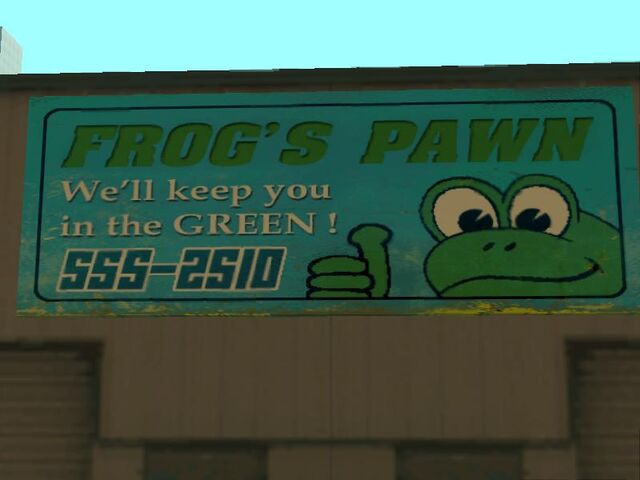 FROG'S PAWN
We'll keep you
in the GREEN !
555-2510